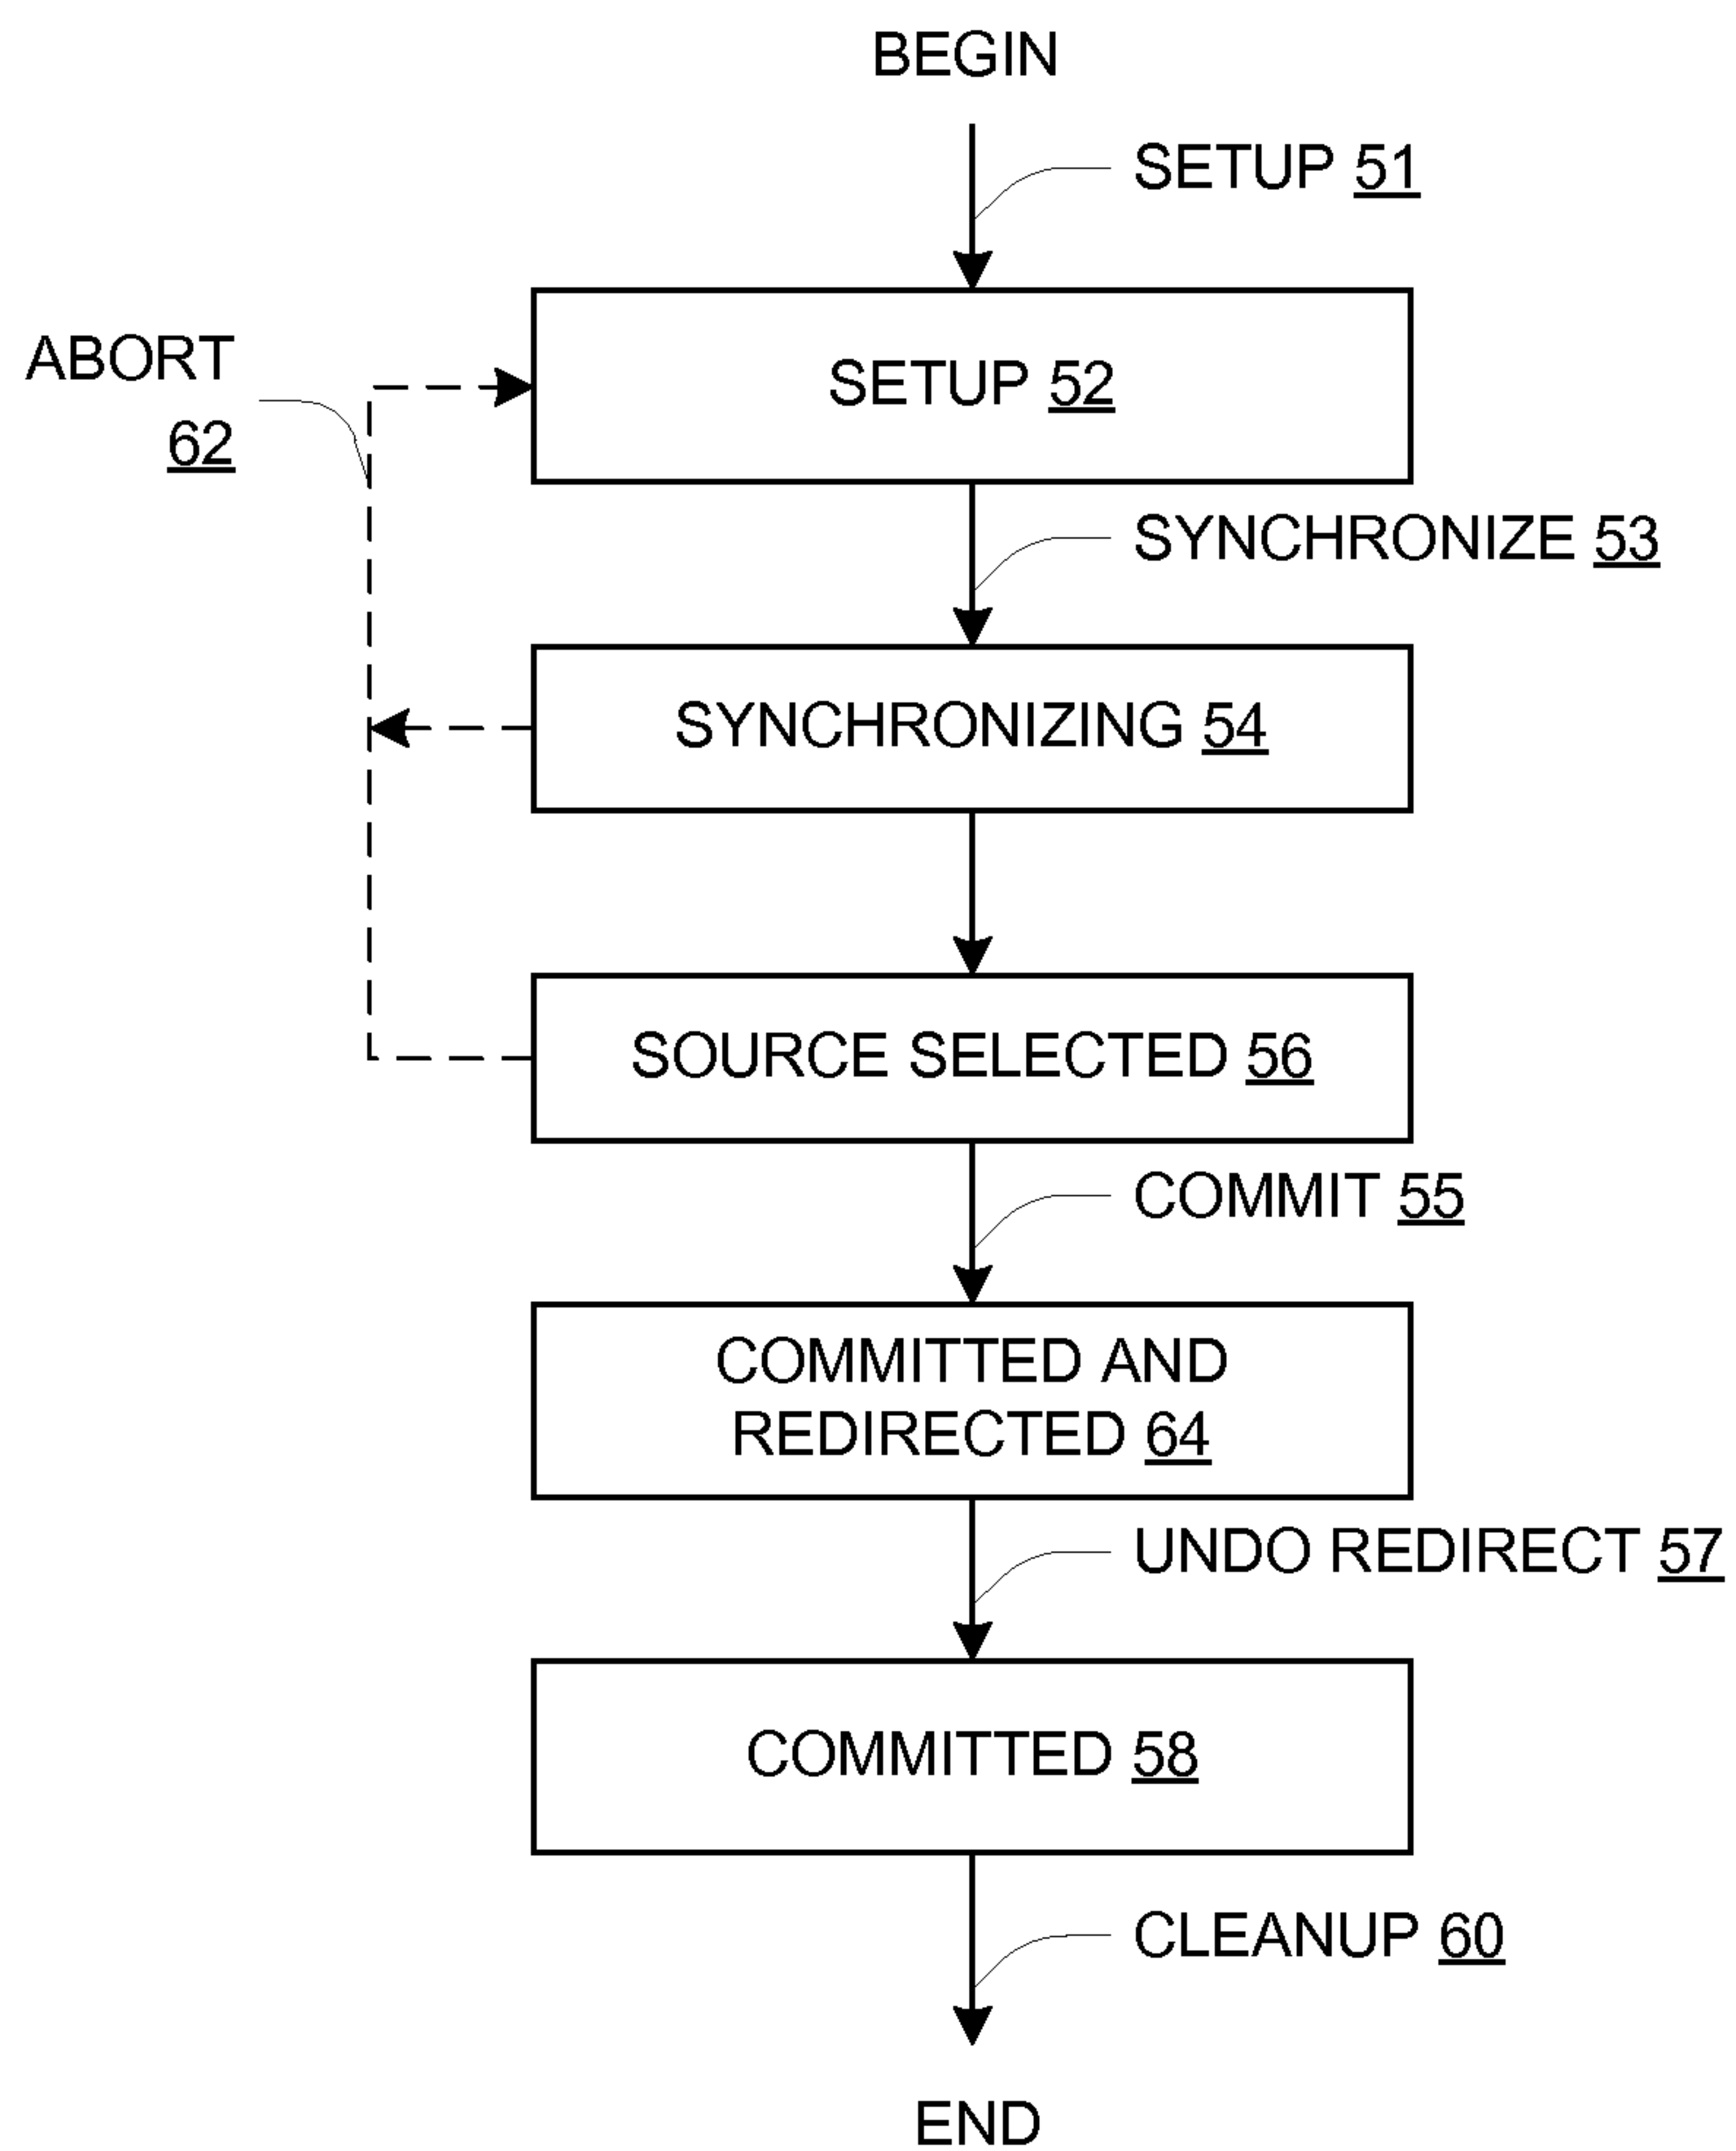 BEGIN
SETUP 51
ABORT
62
SETUP 52
SYNCHRONIZE 53
SYNCHRONIZING 54
SOURCE SELECTED 56
COMMIT 55
COMMITTED AND
REDIRECTED 64
UNDO REDIRECT 57
COMMITTED 58
CLEANUP 60
END